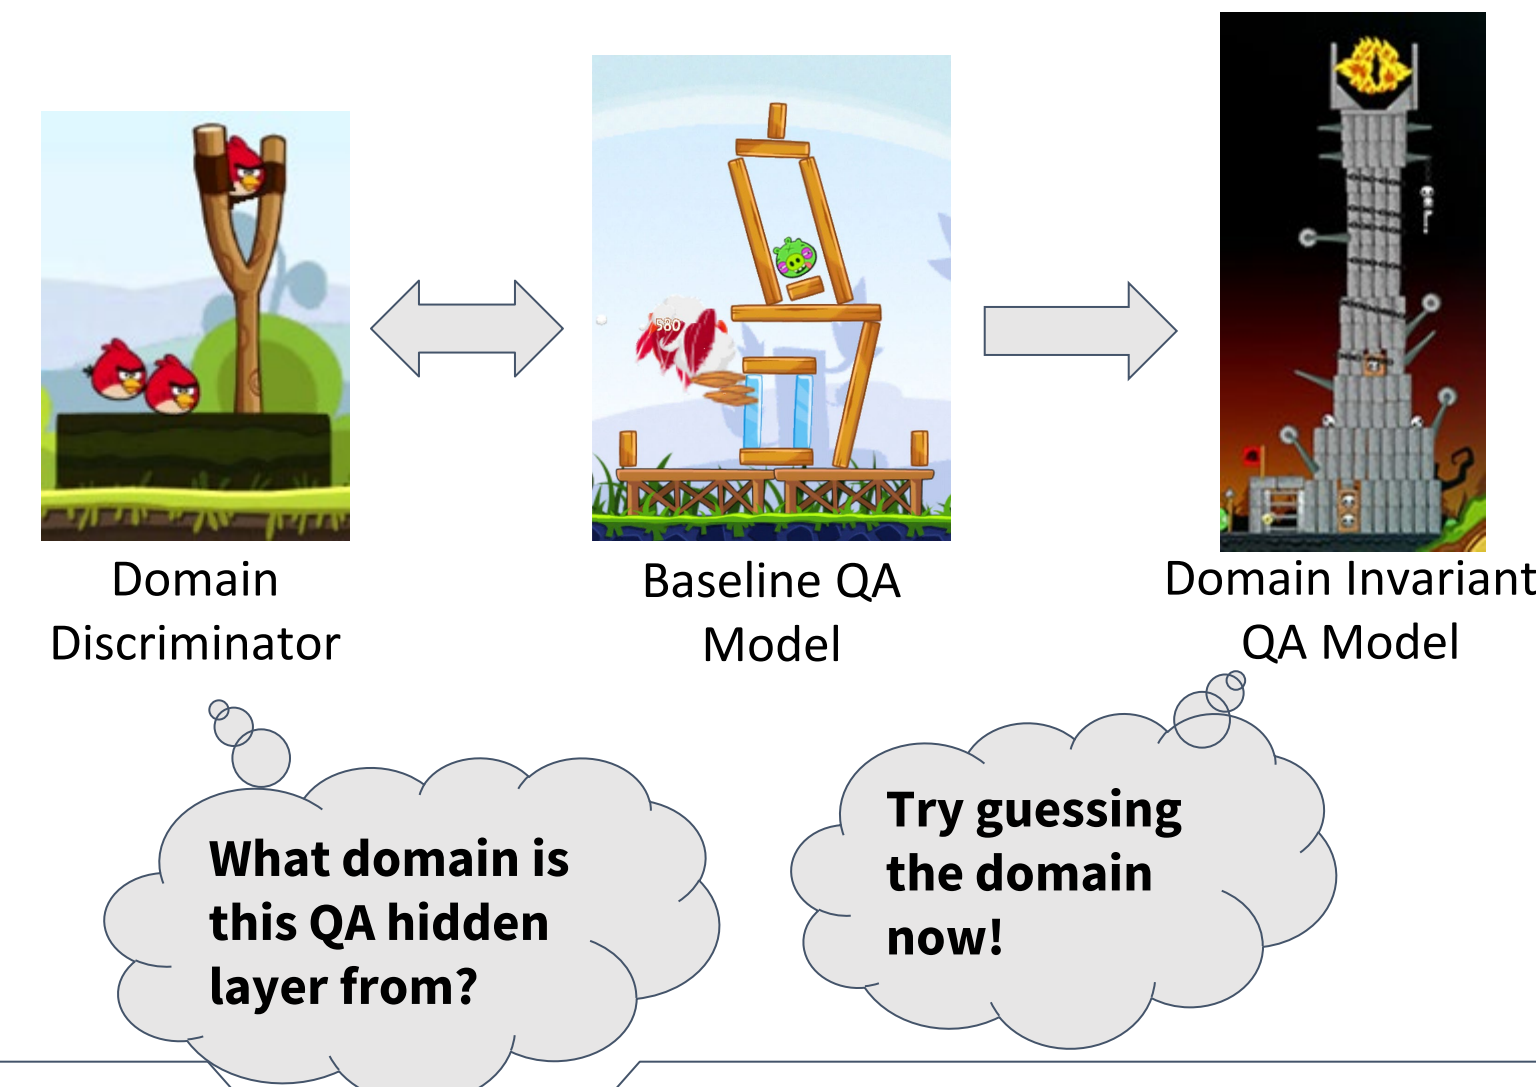 580
Domain
Discriminator
Baseline QA
Model
Domain Invariant
QA Model
What domain is
this QA hidden
layer from?
Try guessing
the domain
now!